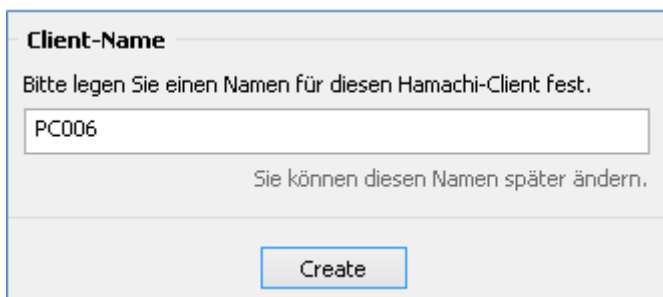 Client-Name
Bitte legen Sie einen Namen für diesen Hamachi-Client fest.
PC006
Sie können diesen Namen später ändern.
Create